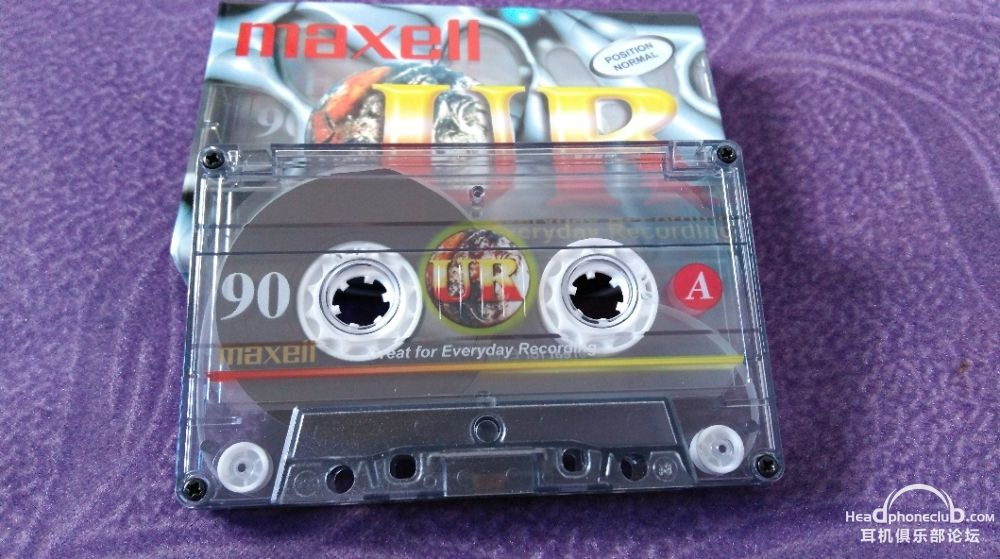 maxell
POSITION
NORMAL
90
UR
Everyday Recording
90
UR
A
maxell
Great for Everyday Recording
HeadphoneclUb.com
耳机俱乐部论坛